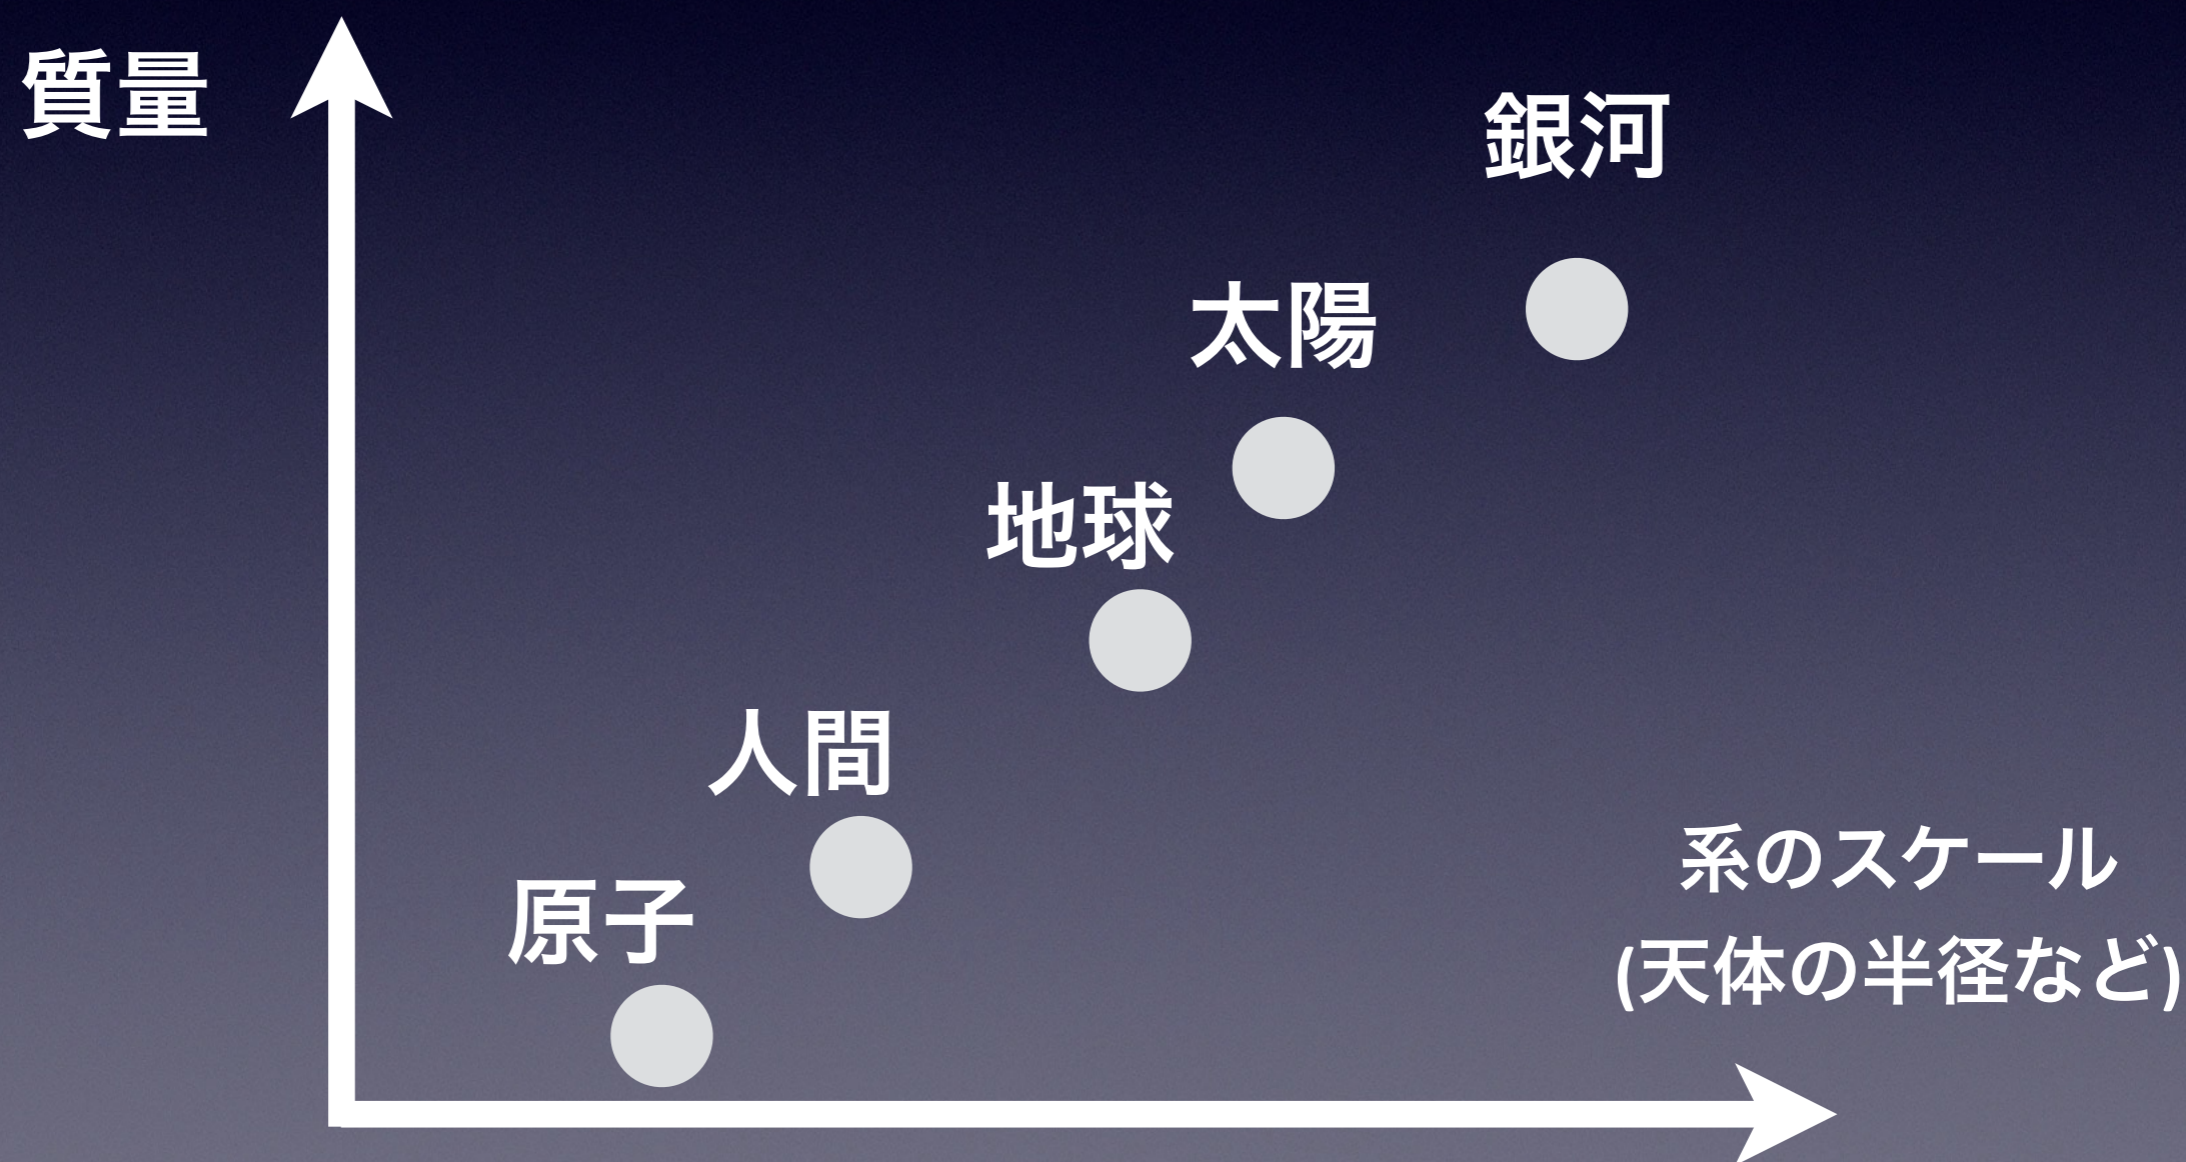 質量
銀河
太陽
地球
人間
原子
系のスケール
(天体の半径など)